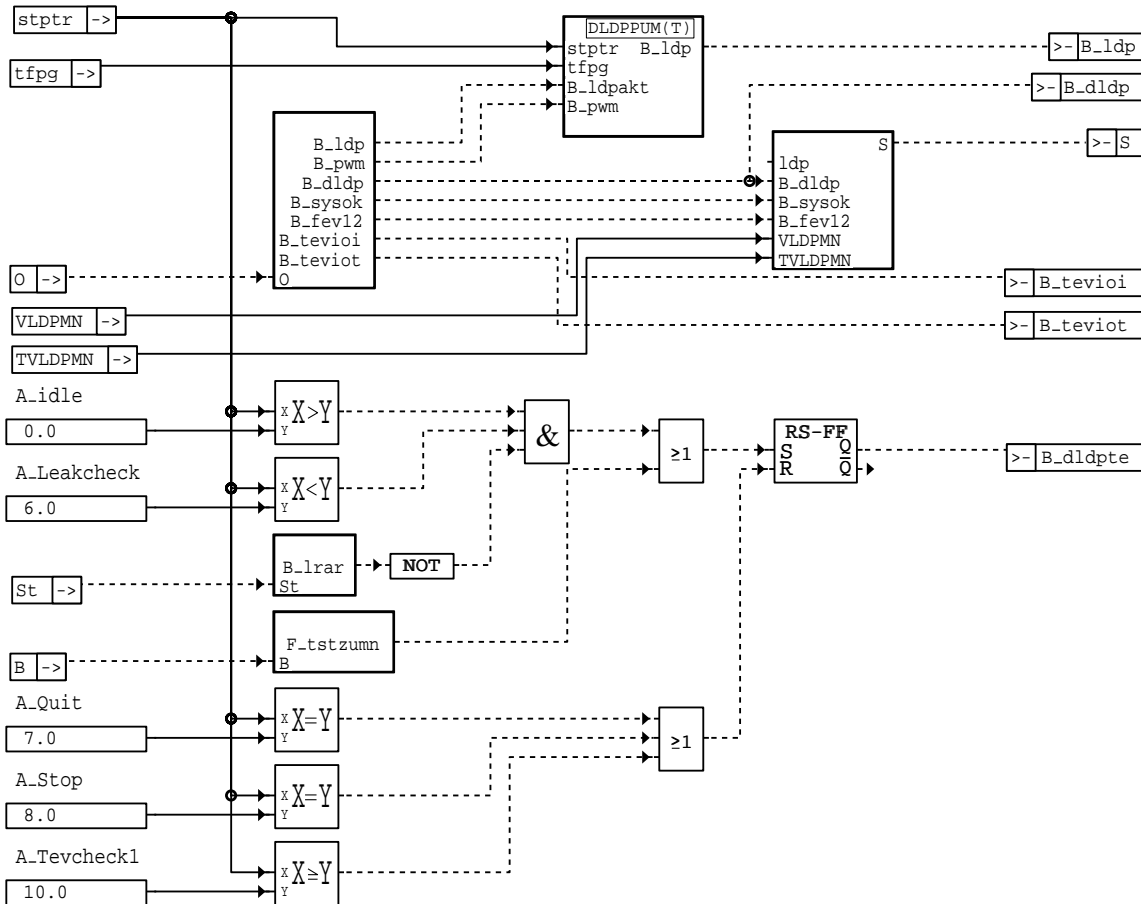 stptr ->
tfpg ->
DLDPPUM(T)
stptr B_ldp
tfpg
B_ldpakt
B_pwm
>- B_ldp
>- B_dldp
B_ldp
B_pwm
B_dldp
B_sysok
B_fev12
B_tevioi
B_teviot
O
S
ldp
B_dldp
B_sysok
B_fev12
VLDPMN
TVLDPMN
>- S
O ->
>- B_tevioi
VLDPMN ->
>- B_teviot
TVLDPMN ->
A_idle
0.0
X
Y
X>Y
&
≥1
RS-FF
S Q
R Q
>- B_dldpte
A_Leakcheck
6.0
X
Y
X<Y
B_lrar
St
NOT
St ->
F_tstzumn
B
B ->
A_Quit
7.0
X
Y
X=Y
≥1
A_Stop
8.0
X
Y
X=Y
A_Tevcheck1
10.0
X
Y
X≥Y